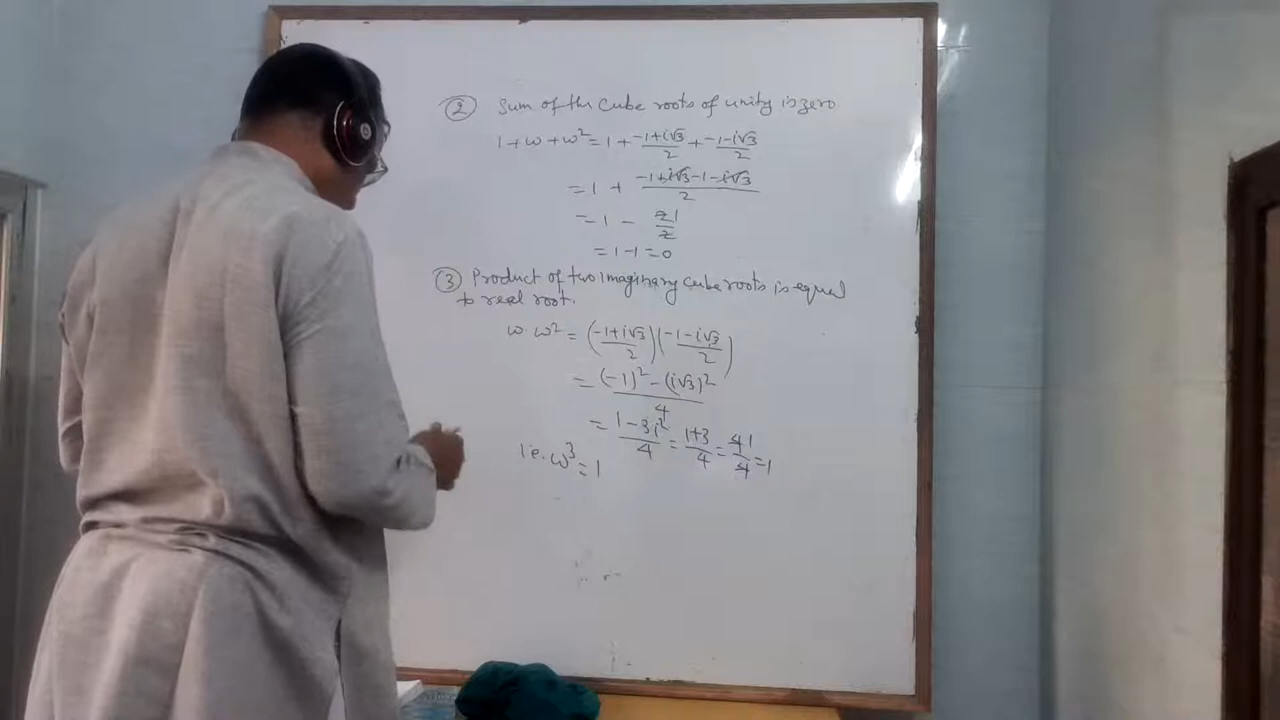 ② Sum of the Cube roots of unity is zero
1 + ω + ω² = 1 + (-1+i√3)/2 + (-1-i√3)/2
= 1 + (-1+i√3-1-i√3)/2
= 1 - 21/2
= 1-1 = 0
③ Product of two imaginary cube roots is equal
to real root.
ω·ω² = ((-1+i√3)/2)((-1-i√3)/2)
= ((-1)² - (i√3)²)/4
= (1-3i²)/4 = (1+3)/4 = 41/4 = 1
i.e. ω³ = 1